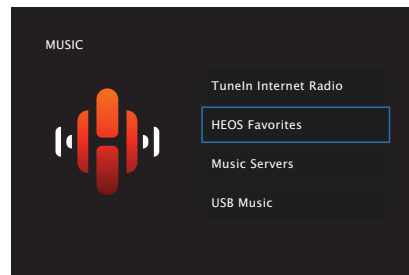 MUSIC
TuneIn Internet Radio
HEOS Favorites
Music Servers
USB Music